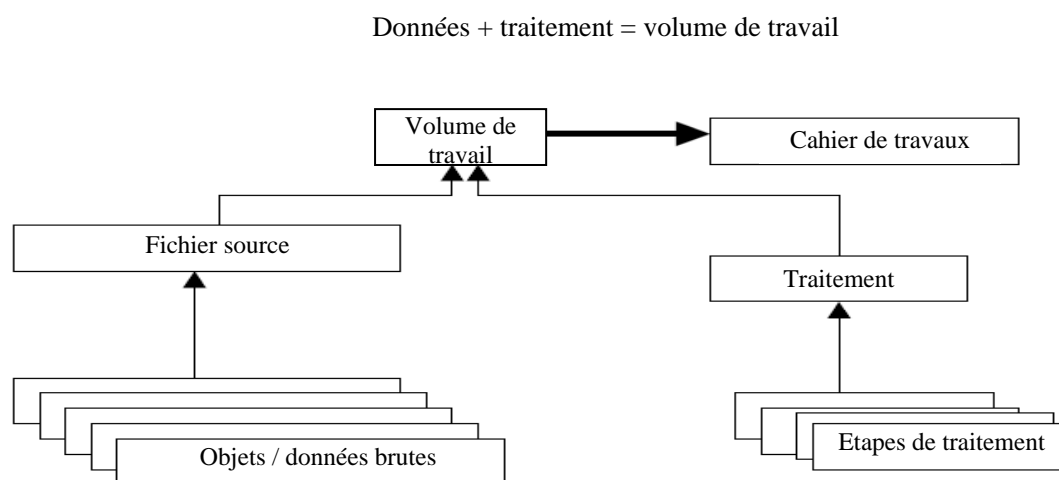 Données + traitement = volume de travail
Volume de
travail
Cahier de travaux
Fichier source
Traitement
Objets / données brutes
Etapes de traitement